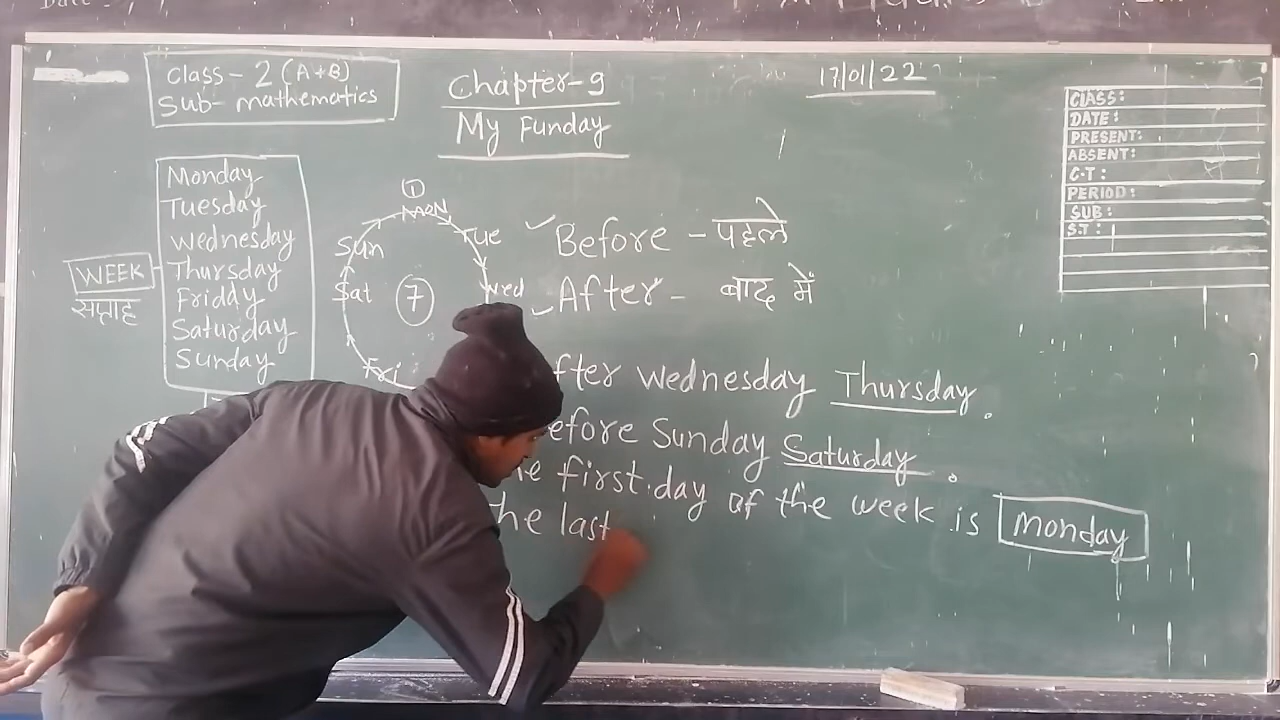 Date : / /
Class - 2 (A+B)
Sub- mathematics
Chapter-9
My Funday
17/01/22
CLASS:
DATE:
PRESENT:
ABSENT:
C.T:
PERIOD:
SUB:
S.T:
WEEK
सप्ताह
Monday
Tuesday
Wednesday
Thursday
Friday
Saturday
Sunday
1
MON
Tue
Wed
Fri
Sat
Sun
7
Before - पहले
After - बाद में
fter Wednesday Thursday.
efore Sunday Saturday.
he first day of the week is monday
The last